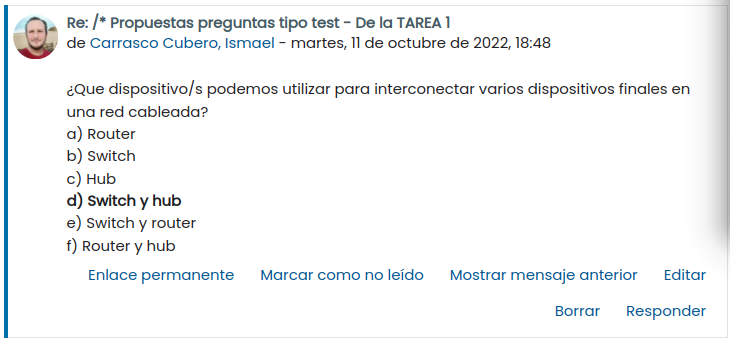 Re: /* Propuestas preguntas tipo test - De la TAREA 1
de Carrasco Cubero, Ismael - martes, 11 de octubre de 2022, 18:48
¿Que dispositivo/s podemos utilizar para interconectar varios dispositivos finales en
una red cableada?
a) Router
b) Switch
c) Hub
d) Switch y hub
e) Switch y router
f) Router y hub
Enlace permanente Marcar como no leído Mostrar mensaje anterior Editar
Borrar Responder